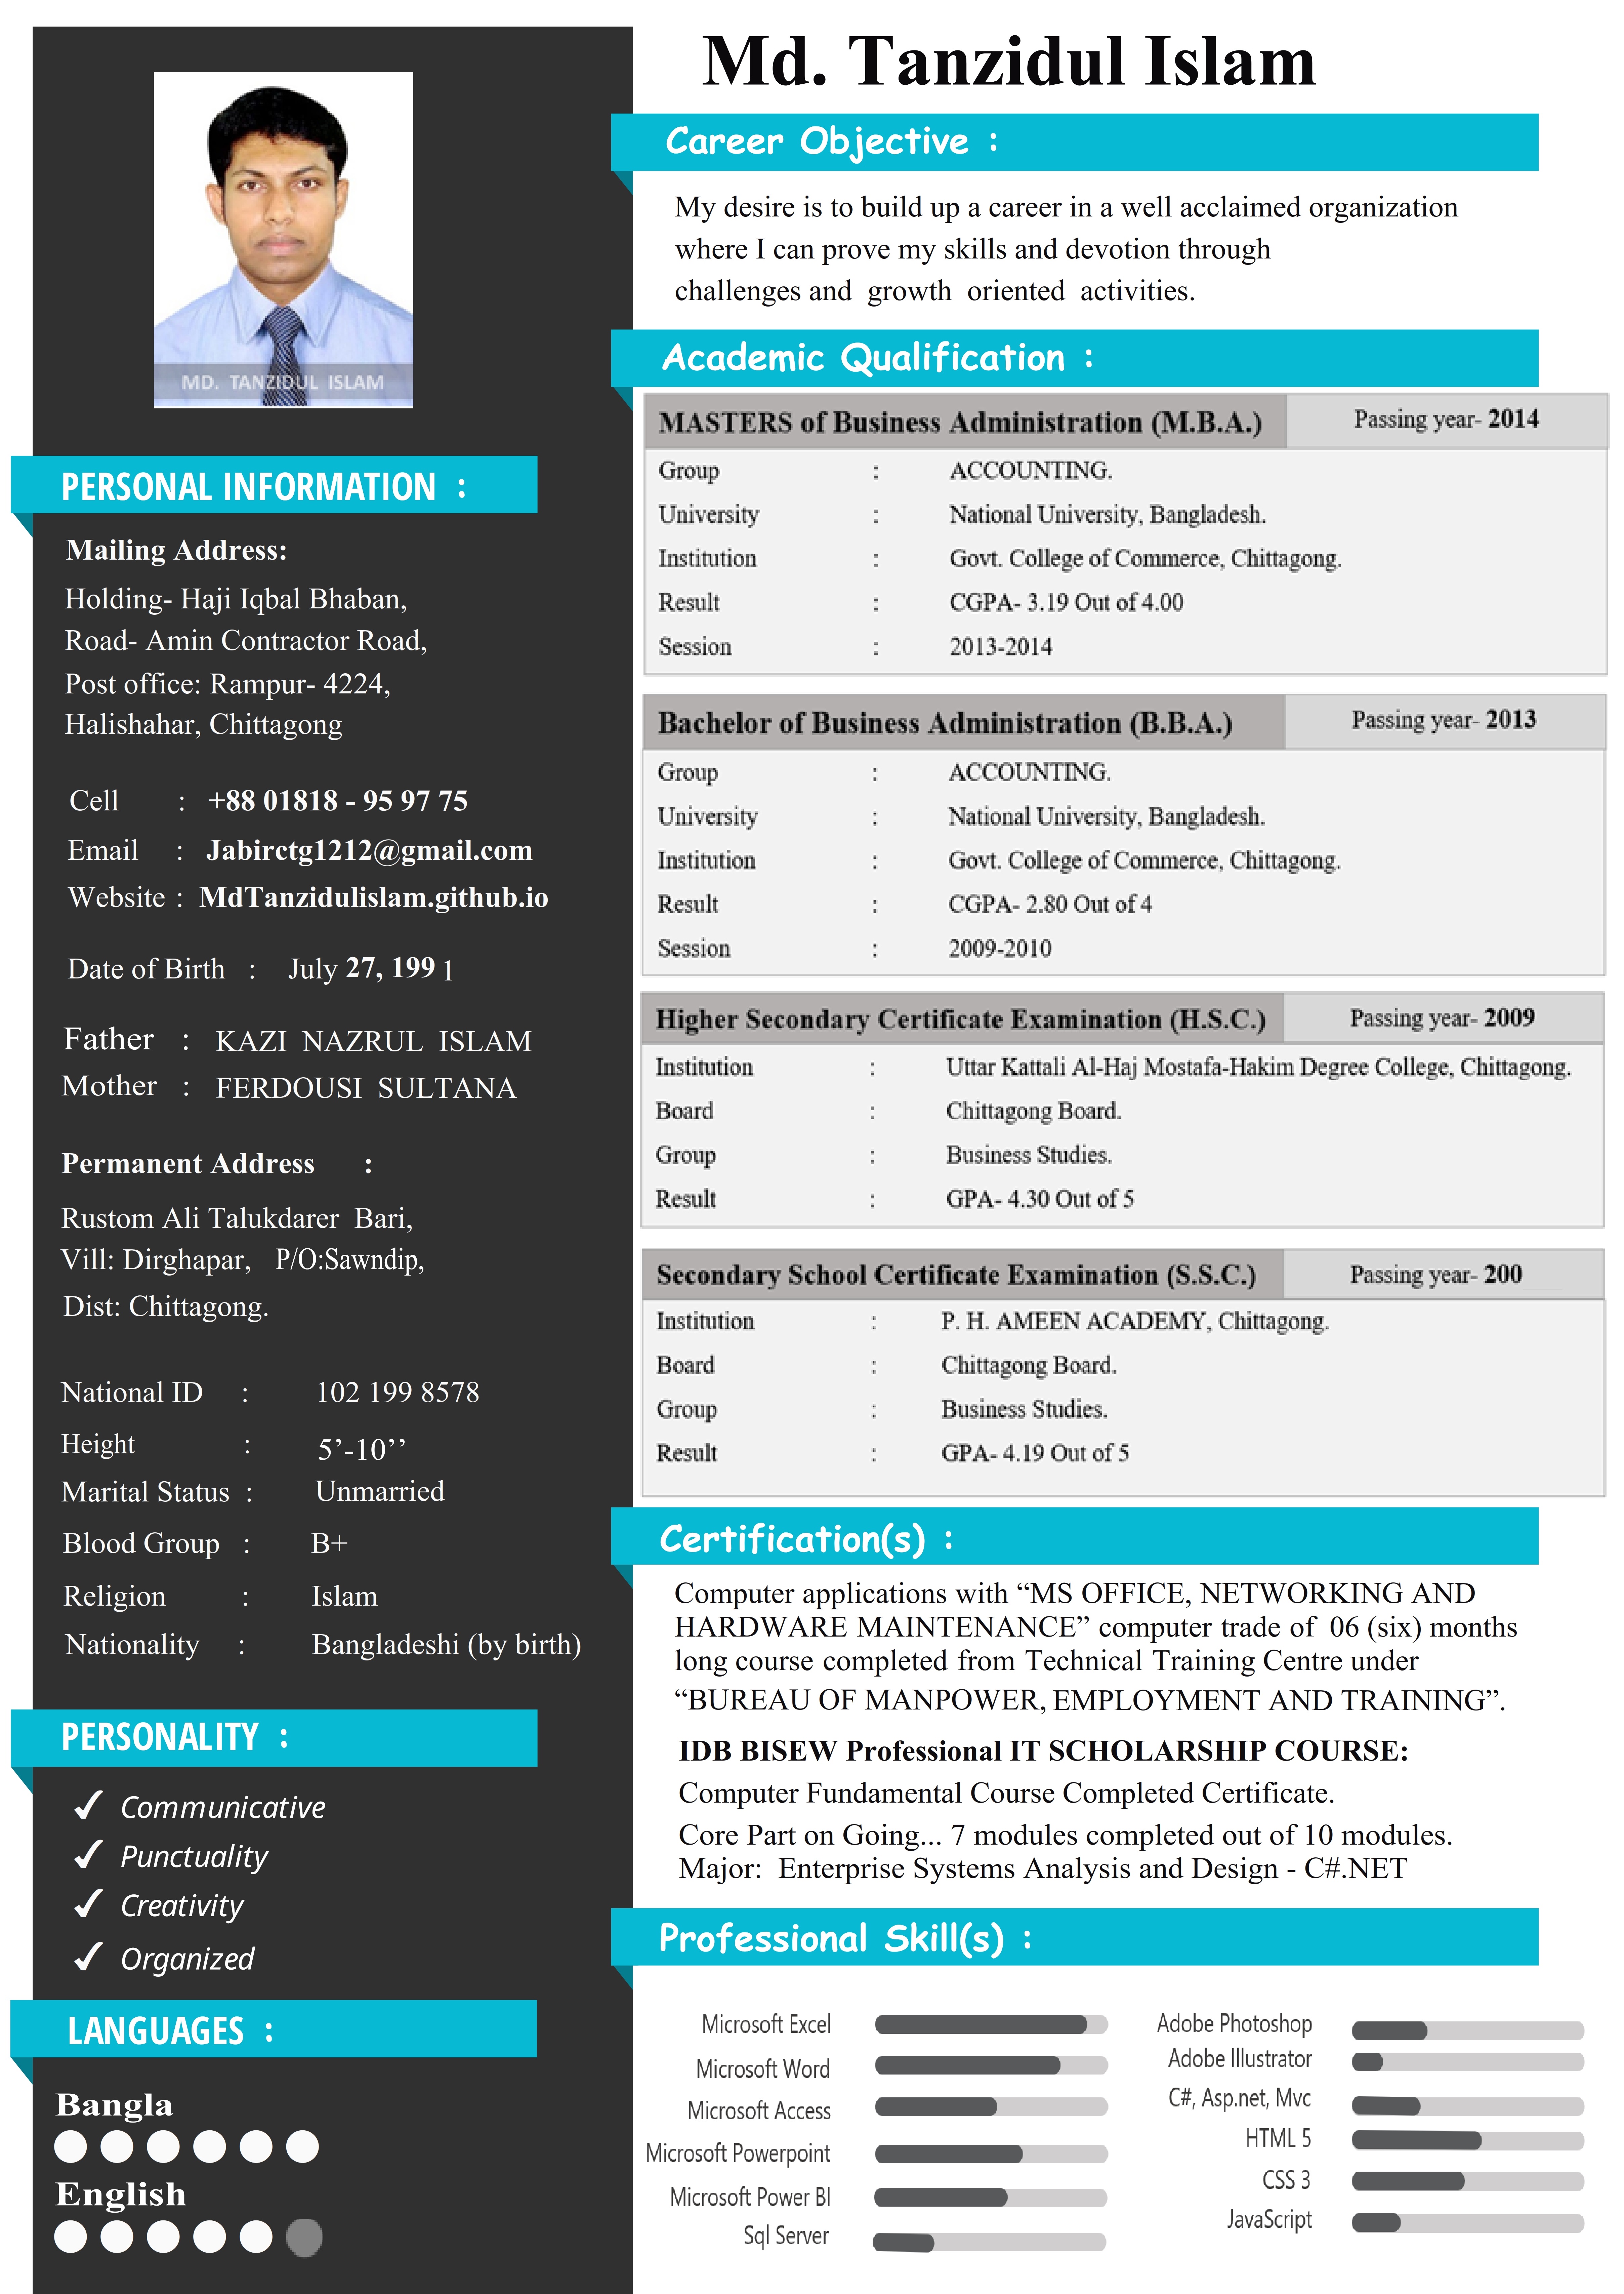 MD. TANZIDUL ISLAM
PERSONAL INFORMATION :
Mailing Address:
Holding- Haji Iqbal Bhaban,
Road- Amin Contractor Road,
Post office: Rampur- 4224,
Halishahar, Chittagong
Cell : +88 01818 - 95 97 75
Email : Jabirctg1212@gmail.com
Website : MdTanzidulislam.github.io
Date of Birth : July 27, 199 1
Father : KAZI NAZRUL ISLAM
Mother : FERDOUSI SULTANA
Permanent Address :
Rustom Ali Talukdarer Bari,
Vill: Dirghapar, P/O:Sawndip,
Dist: Chittagong.
National ID : 102 199 8578
Height : 5’-10’’
Marital Status : Unmarried
Blood Group : B+
Religion : Islam
Nationality : Bangladeshi (by birth)
PERSONALITY :
Communicative
Punctuality
Creativity
Organized
LANGUAGES :
Bangla
English
Md. Tanzidul Islam
Career Objective :
My desire is to build up a career in a well acclaimed organization
where I can prove my skills and devotion through
challenges and growth oriented activities.
Academic Qualification :
MASTERS of Business Administration (M.B.A.) Passing year- 2014
Group : ACCOUNTING.
University : National University, Bangladesh.
Institution : Govt. College of Commerce, Chittagong.
Result : CGPA- 3.19 Out of 4.00
Session : 2013-2014
Bachelor of Business Administration (B.B.A.) Passing year- 2013
Group : ACCOUNTING.
University : National University, Bangladesh.
Institution : Govt. College of Commerce, Chittagong.
Result : CGPA- 2.80 Out of 4
Session : 2009-2010
Higher Secondary Certificate Examination (H.S.C.) Passing year- 2009
Institution : Uttar Kattali Al-Haj Mostafa-Hakim Degree College, Chittagong.
Board : Chittagong Board.
Group : Business Studies.
Result : GPA- 4.30 Out of 5
Secondary School Certificate Examination (S.S.C.) Passing year- 200
Institution : P. H. AMEEN ACADEMY, Chittagong.
Board : Chittagong Board.
Group : Business Studies.
Result : GPA- 4.19 Out of 5
Certification(s) :
Computer applications with “MS OFFICE, NETWORKING AND
HARDWARE MAINTENANCE” computer trade of 06 (six) months
long course completed from Technical Training Centre under
“BUREAU OF MANPOWER, EMPLOYMENT AND TRAINING”.
IDB BISEW Professional IT SCHOLARSHIP COURSE:
Computer Fundamental Course Completed Certificate.
Core Part on Going... 7 modules completed out of 10 modules.
Major: Enterprise Systems Analysis and Design - C#.NET
Professional Skill(s) :
Microsoft Excel
Microsoft Word
Microsoft Access
Microsoft Powerpoint
Microsoft Power BI
Sql Server
Adobe Photoshop
Adobe Illustrator
C#, Asp.net, Mvc
HTML 5
CSS 3
JavaScript